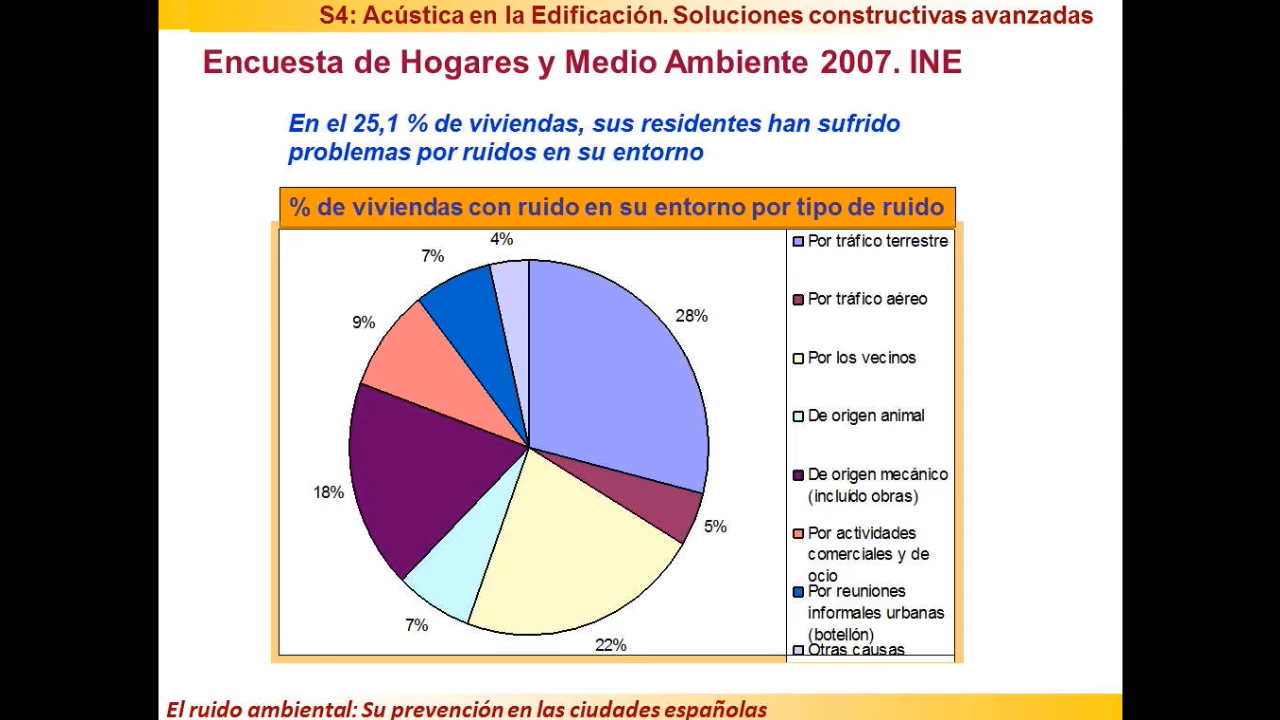 S4: Acústica en la Edificación. Soluciones constructivas avanzadas
Encuesta de Hogares y Medio Ambiente 2007. INE
En el 25,1 % de viviendas, sus residentes han sufrido
problemas por ruidos en su entorno
% de viviendas con ruido en su entorno por tipo de ruido
4%
7%
9%
28%
18%
5%
7%
22%
Por tráfico terrestre
Por tráfico aéreo
Por los vecinos
De origen animal
De origen mecánico
(incluído obras)
Por actividades
comerciales y de
ocio
Por reuniones
informales urbanas
(botellón)
Otras causas
El ruido ambiental: Su prevención en las ciudades españolas